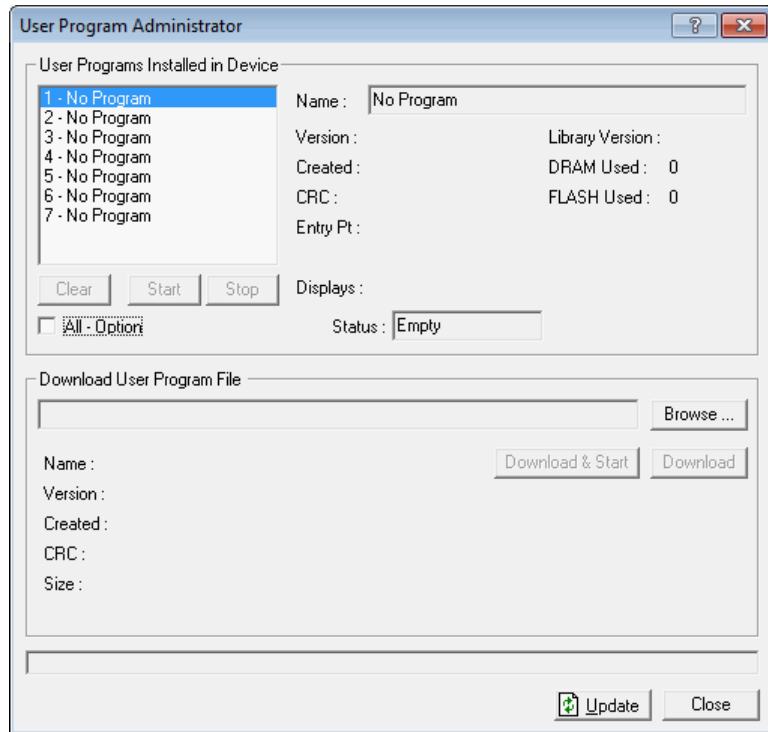 User Program Administrator
User Programs Installed in Device
1 - No Program
2 - No Program
3 - No Program
4 - No Program
5 - No Program
6 - No Program
7 - No Program
Name : No Program
Version : Library Version :
Created : DRAM Used : 0
CRC : FLASH Used : 0
Entry Pt :
Clear Start Stop Displays :
All - Option Status : Empty
Download User Program File
Browse ...
Name : Download & Start Download
Version :
Created :
CRC :
Size :
Update Close